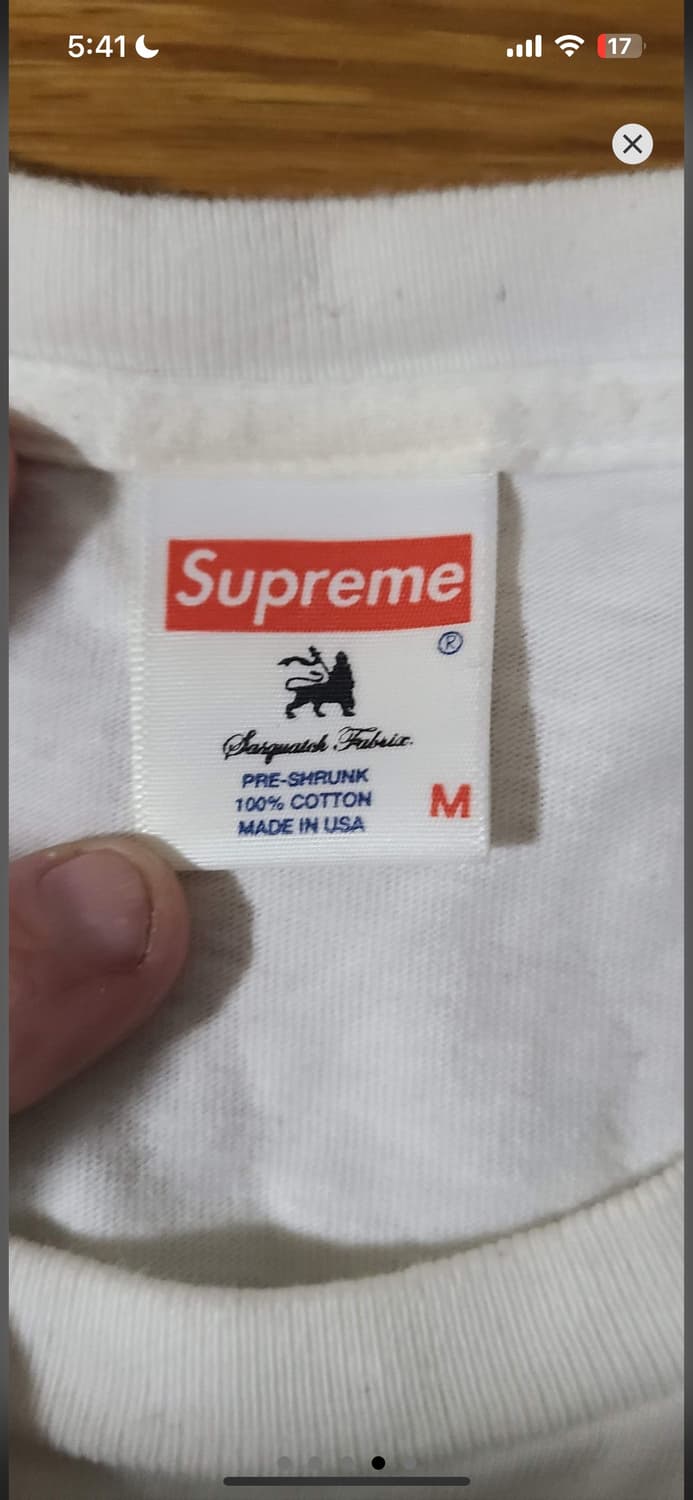 5:41
17
Supreme
®
Sasquatch Fabrix.
PRE-SHRUNK
100% COTTON
MADE IN USA
M